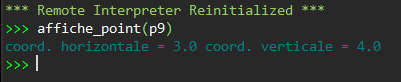 *** Remote Interpreter Reinitialized ***
>>> affiche_point(p9)
coord. horizontale = 3.0 coord. verticale = 4.0
>>>